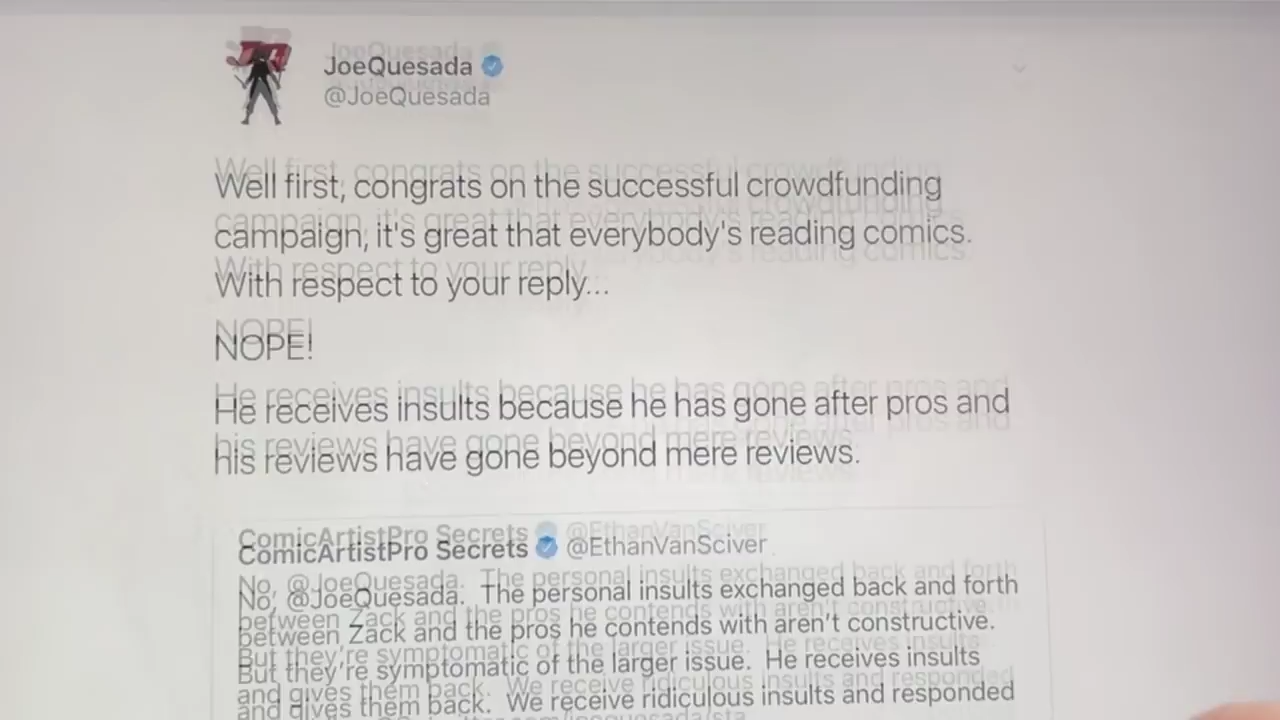 JoeQuesada
@JoeQuesada
Well first, congrats on the successful crowdfunding
campaign, it's great that everybody's reading comics.
With respect to your reply...
NOPE!
He receives insults because he has gone after pros and
his reviews have gone beyond mere reviews.
ComicArtistPro Secrets @EthanVanSciver
No, @JoeQuesada. The personal insults exchanged back and forth
between Zack and the pros he contends with aren't constructive.
But they're symptomatic of the larger issue. He receives insults
and gives them back. We receive ridiculous insults and responded